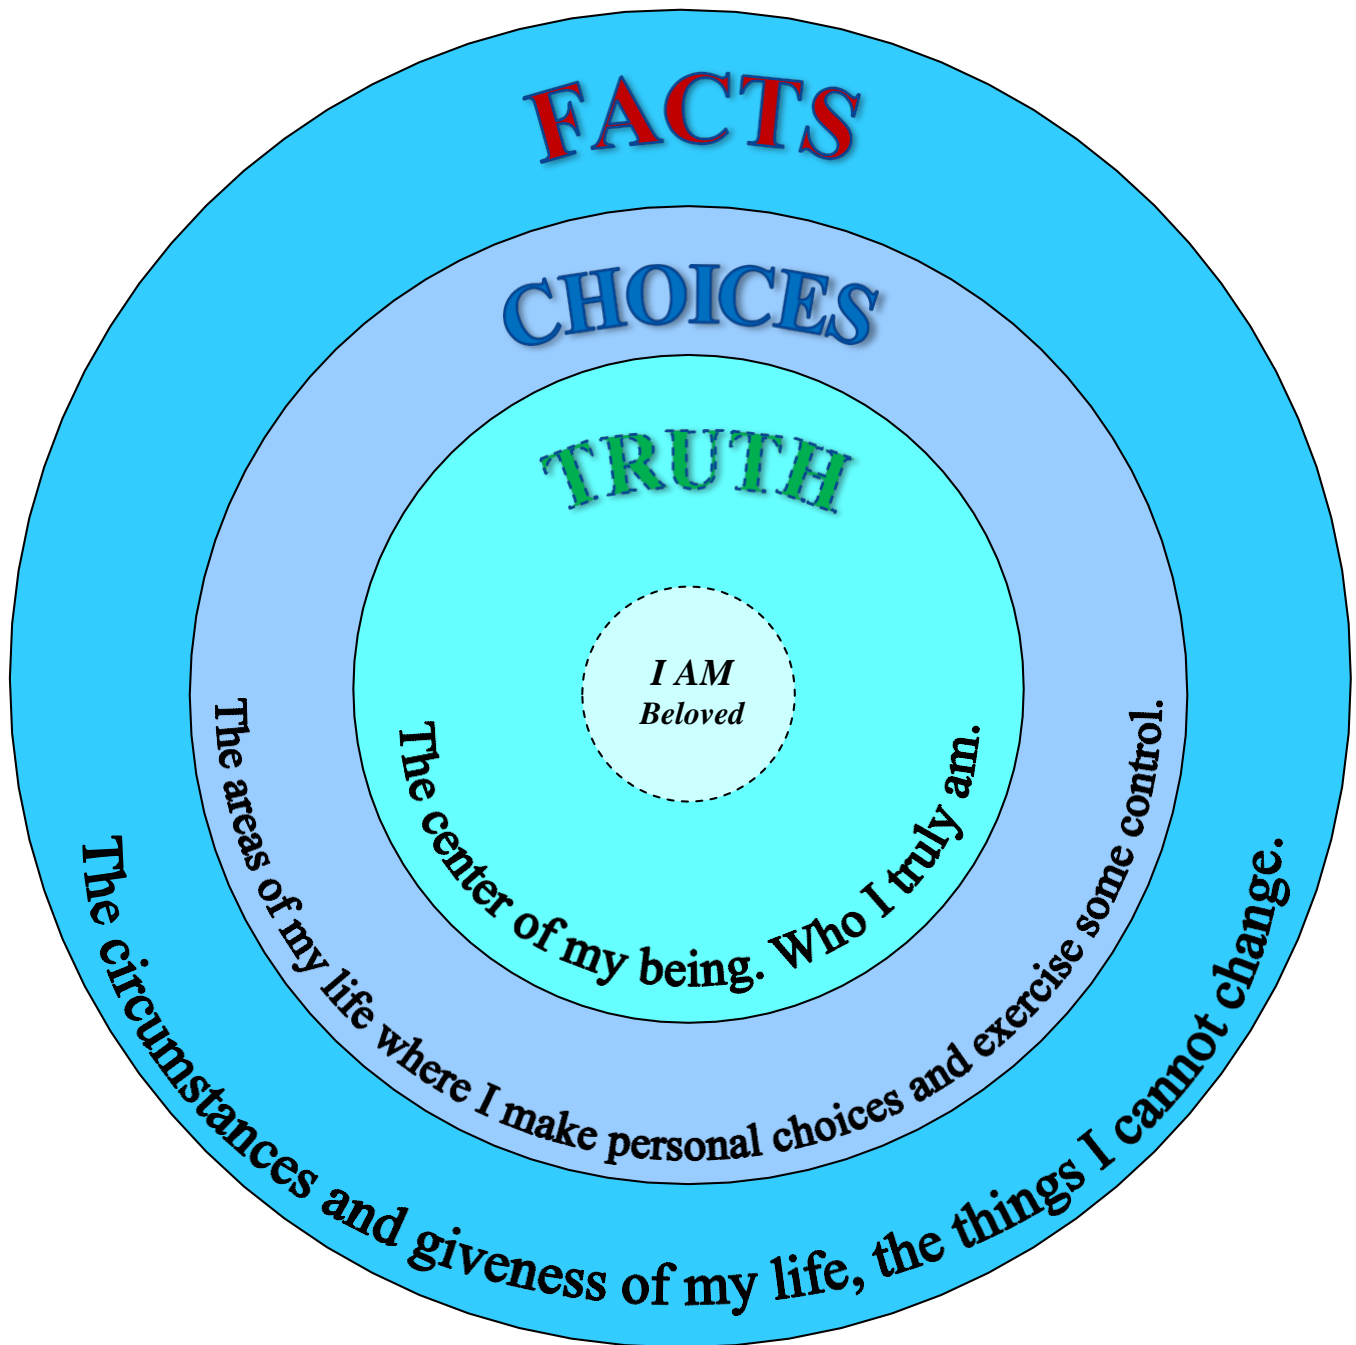 FACTS
CHOICES
TRUTH
I AM
Beloved
The center of my being. Who I truly am.
The areas of my life where I make personal choices and exercise some control.
The circumstances and giveness of my life, the things I cannot change.